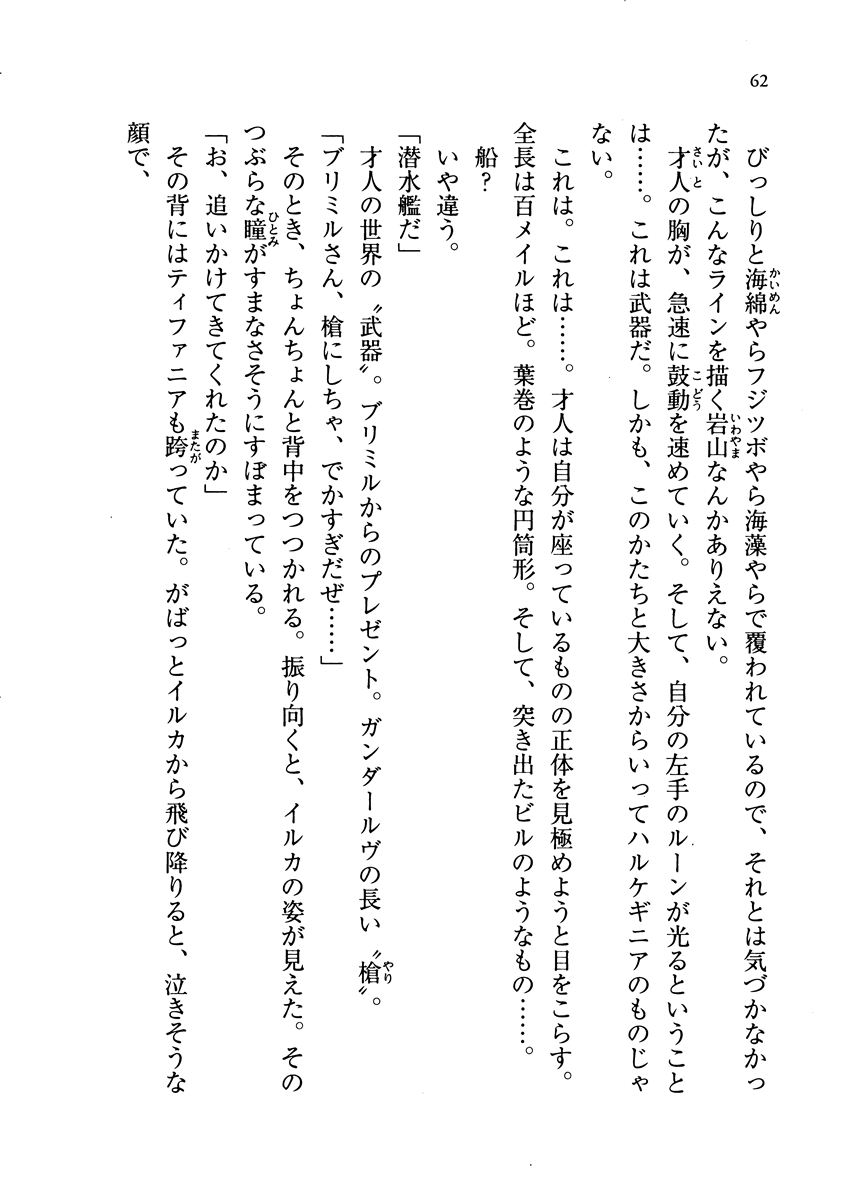 62
びっしりと海綿やらフジツボやら海藻やらで覆われているので、それとは気づかなかっ
たが、こんなラインを描く岩山なんかありえない。
才人の胸が、急速に鼓動を速めていく。そして、自分の左手のルーンが光るということ
は……。これは武器だ。しかも、このかたちと大きさからいってハルケギニアのものじゃ
ない。
これは。これは……。才人は自分が座っているものの正体を見極めようと目をこらす。
全長は百メイルほど。葉巻のような円筒形。そして、突き出たビルのようなもの……。
船？
いや違う。
「潜水艦だ」
才人の世界の〝武器〟。ブリミルからのプレゼント。ガンダールヴの長い〝槍〟。
「ブリミルさん、槍にしちゃ、でかすぎだぜ……」
そのとき、ちょんちょんと背中をつつかれる。振り向くと、イルカの姿が見えた。その
つぶらな瞳がすまなさそうにすぼまっている。
「お、追いかけてきてくれたのか」
その背にはティファニアも跨っていた。がばっとイルカから飛び降りると、泣きそうな
顔で、